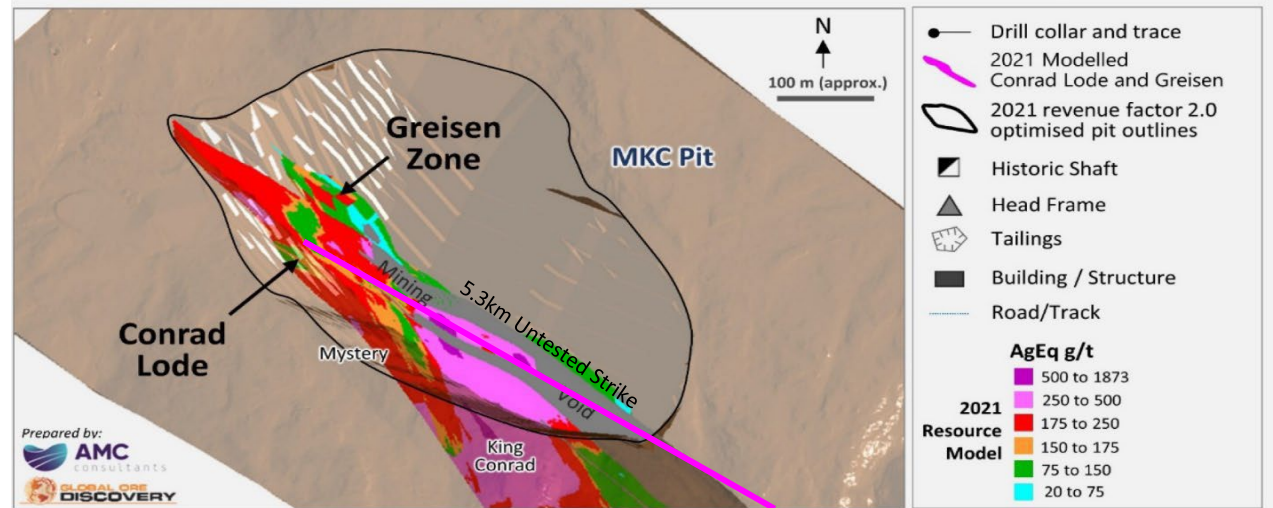 N
100 m (approx.)
Greisen
Zone
MKC Pit
Mining
5.3km Untested Strike
Void
Conrad
Lode
Mystery
King
Conrad
Prepared by:
AMC
consultants
GLOBAL ORE
DISCOVERY
Drill collar and trace
2021 Modelled
Conrad Lode and Greisen
2021 revenue factor 2.0
optimised pit outlines
Historic Shaft
Head Frame
Tailings
Building / Structure
Road/Track
AgEq g/t
2021
Resource
Model
500 to 1873
250 to 500
175 to 250
150 to 175
75 to 150
20 to 75